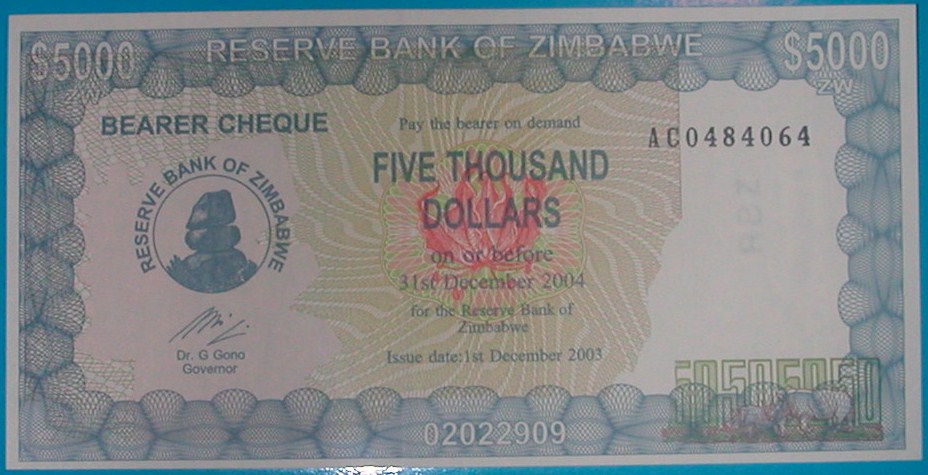 $5000 RESERVE BANK OF ZIMBABWE $5000
ZW ZW
BEARER CHEQUE
Pay the bearer on demand
AC0484064
FIVE THOUSAND
DOLLARS
on or before
31st December 2004
for the Reserve Bank of
Zimbabwe
Issue date:1st December 2003
RESERVE BANK OF ZIMBABWE
Dr. G Gono
Governor
02022909